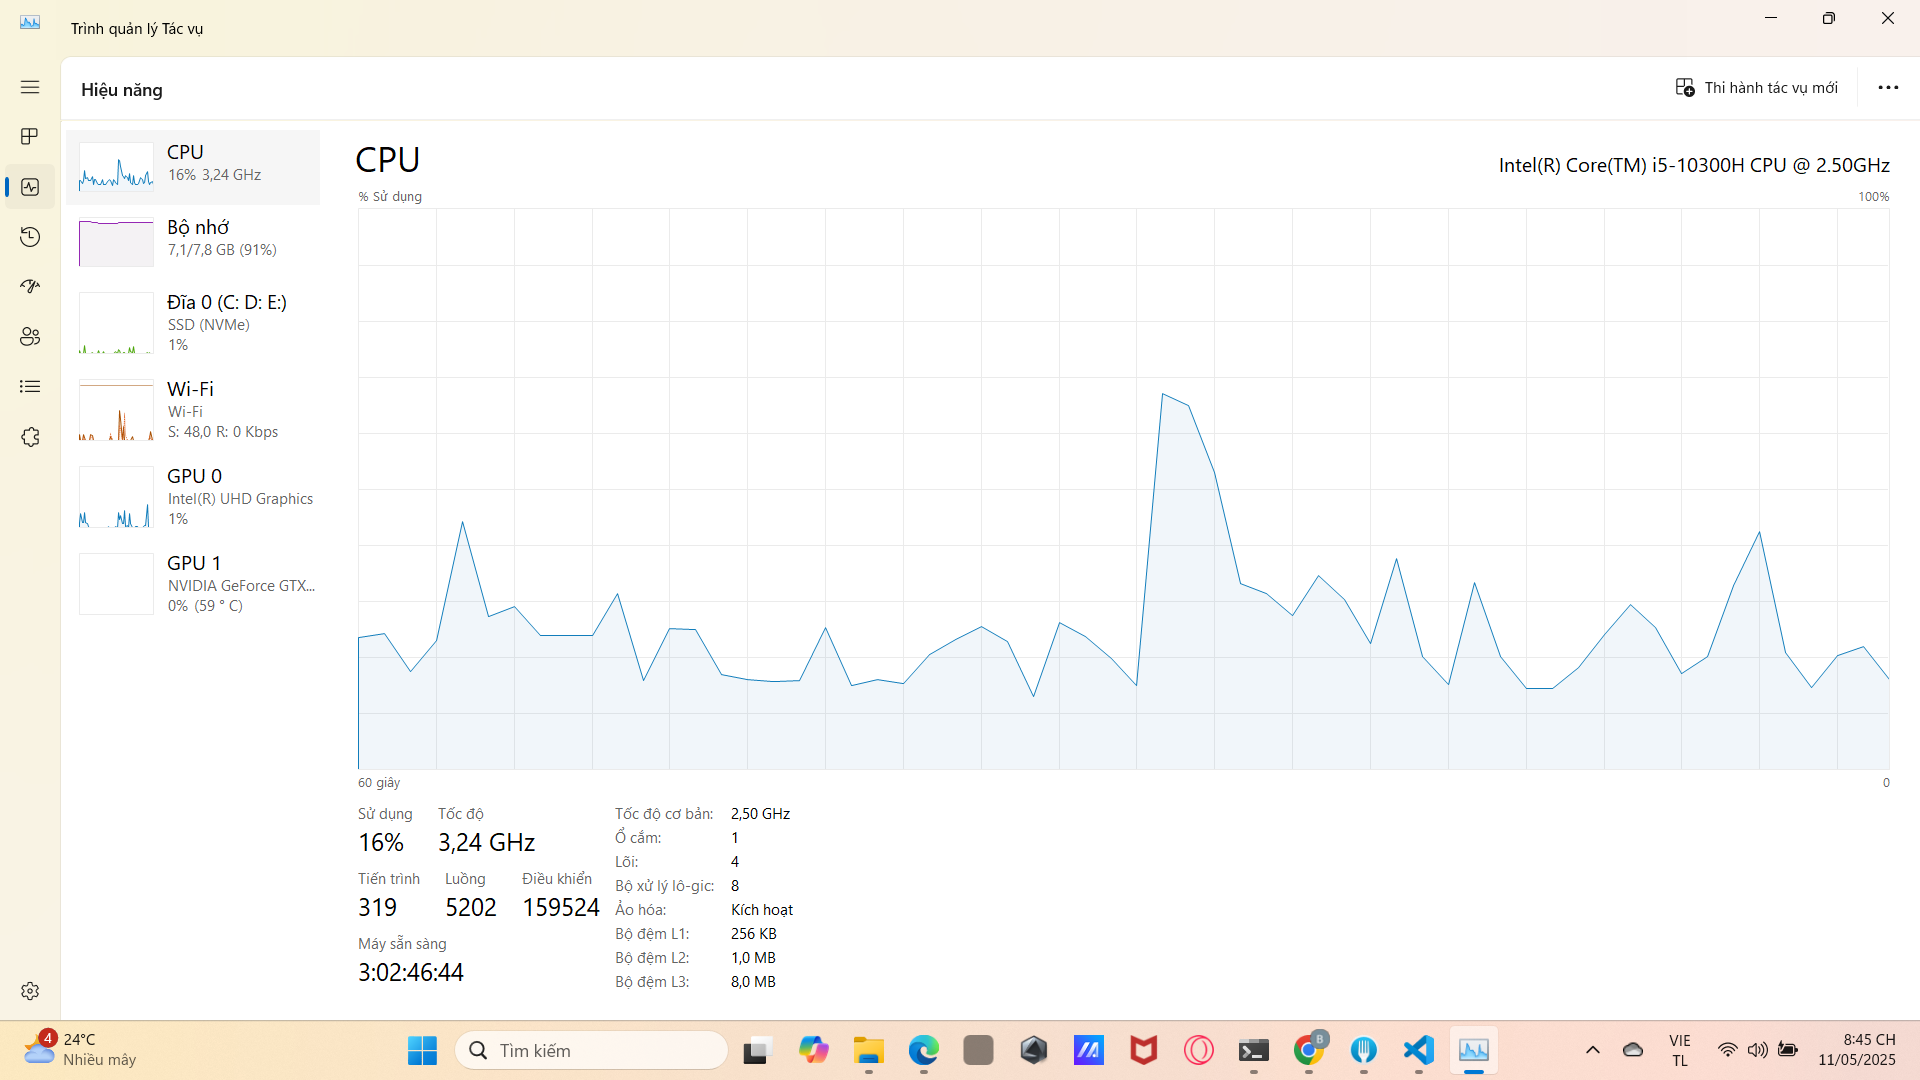 Trình quản lý Tác vụ
Hiệu năng
Thi hành tác vụ mới
CPU
16% 3,24 GHz
Bộ nhớ
7,1/7,8 GB (91%)
Đĩa 0 (C: D: E:)
SSD (NVMe)
1%
Wi-Fi
Wi-Fi
S: 48,0 R: 0 Kbps
GPU 0
Intel(R) UHD Graphics
1%
GPU 1
NVIDIA GeForce GTX...
0% (59 ° C)
CPU
Intel(R) Core(TM) i5-10300H CPU @ 2.50GHz
% Sử dụng
100%
60 giây
0
Sử dụng
Tốc độ
16%
3,24 GHz
Tiến trình
Luồng
Điều khiển
319
5202
159524
Máy sẵn sàng
3:02:46:44
Tốc độ cơ bản: 2,50 GHz
Ổ cắm: 1
Lõi: 4
Bộ xử lý lô-gic: 8
Ảo hóa: Kích hoạt
Bộ đệm L1: 256 KB
Bộ đệm L2: 1,0 MB
Bộ đệm L3: 8,0 MB
4
24°C
Nhiều mây
Tìm kiếm
B
VIE
TL
8:45 CH
11/05/2025